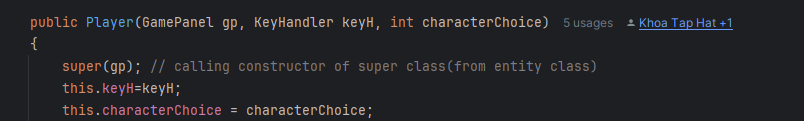 public Player(GamePanel gp, KeyHandler keyH, int characterChoice) 5 usages Khoa Tap Hat +1
{
super(gp); // calling constructor of super class(from entity class)
this.keyH=keyH;
this.characterChoice = characterChoice;